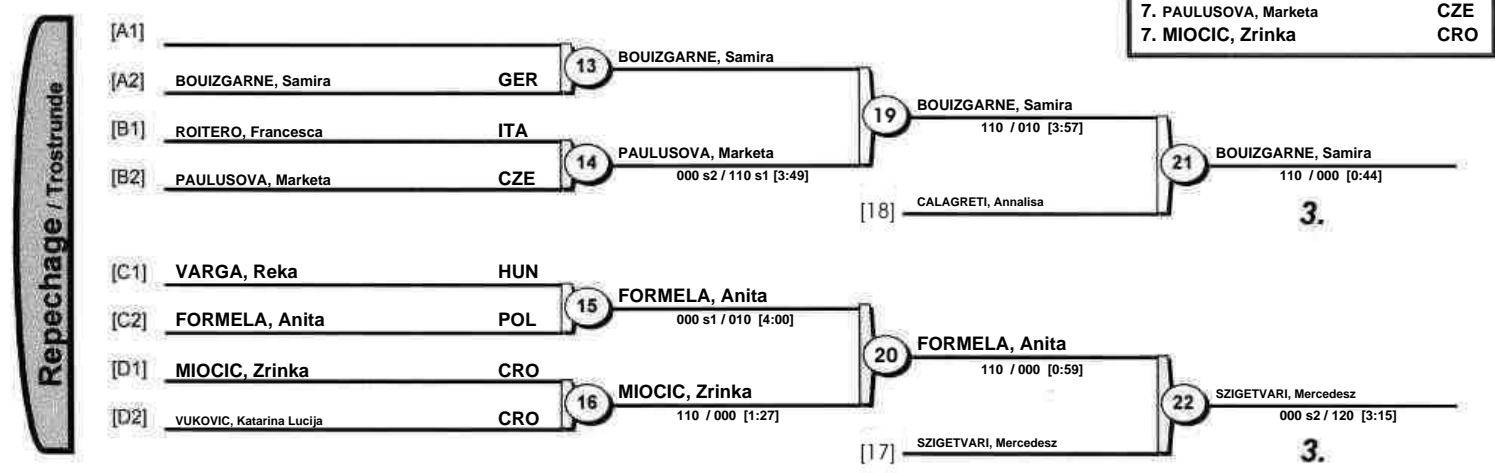 7. PAULUSOVA, Marketa CZE
7. MIOCIC, Zrinka CRO
Repechage / Trostrunde
[A1]
[A2] BOUIZGARNE, Samira GER
13 BOUIZGARNE, Samira
[B1] ROITERO, Francesca ITA
[B2] PAULUSOVA, Marketa CZE
14 PAULUSOVA, Marketa
000 s2 / 110 s1 [3:49]
19 BOUIZGARNE, Samira
110 / 010 [3:57]
[18] CALAGRETI, Annalisa
21 BOUIZGARNE, Samira
110 / 000 [0:44]
3.
[C1] VARGA, Reka HUN
[C2] FORMELA, Anita POL
15 FORMELA, Anita
000 s1 / 010 [4:00]
[D1] MIOCIC, Zrinka CRO
[D2] VUKOVIC, Katarina Lucija CRO
16 MIOCIC, Zrinka
110 / 000 [1:27]
20 FORMELA, Anita
110 / 000 [0:59]
[17] SZIGETVARI, Mercedesz
22 SZIGETVARI, Mercedesz
000 s2 / 120 [3:15]
3.